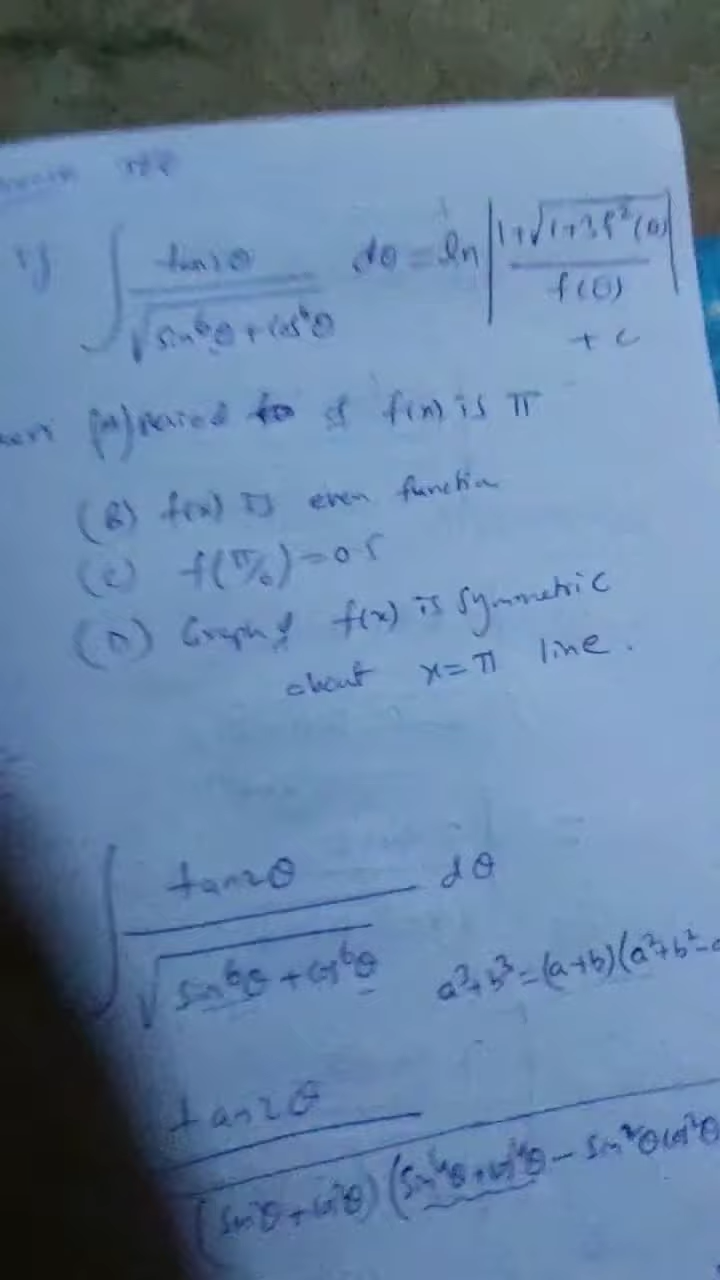 If ∫ tan2θ / √(sin⁶θ + cos⁶θ) dθ = ln |(1+√(1+3f²(θ))) / f(θ)| + c
(A) period of f(x) is π
(B) f(x) is even function
(C) f(π/6) = 0.5
(D) Graph of f(x) is symmetric
about x=π line.
∫ tan2θ / √(sin⁶θ + cos⁶θ) dθ
a³+b³=(a+b)(a²+b²-a
tan2θ
(sin²θ + cos²θ)(sin⁴θ + cos⁴θ - sin²θcos²θ